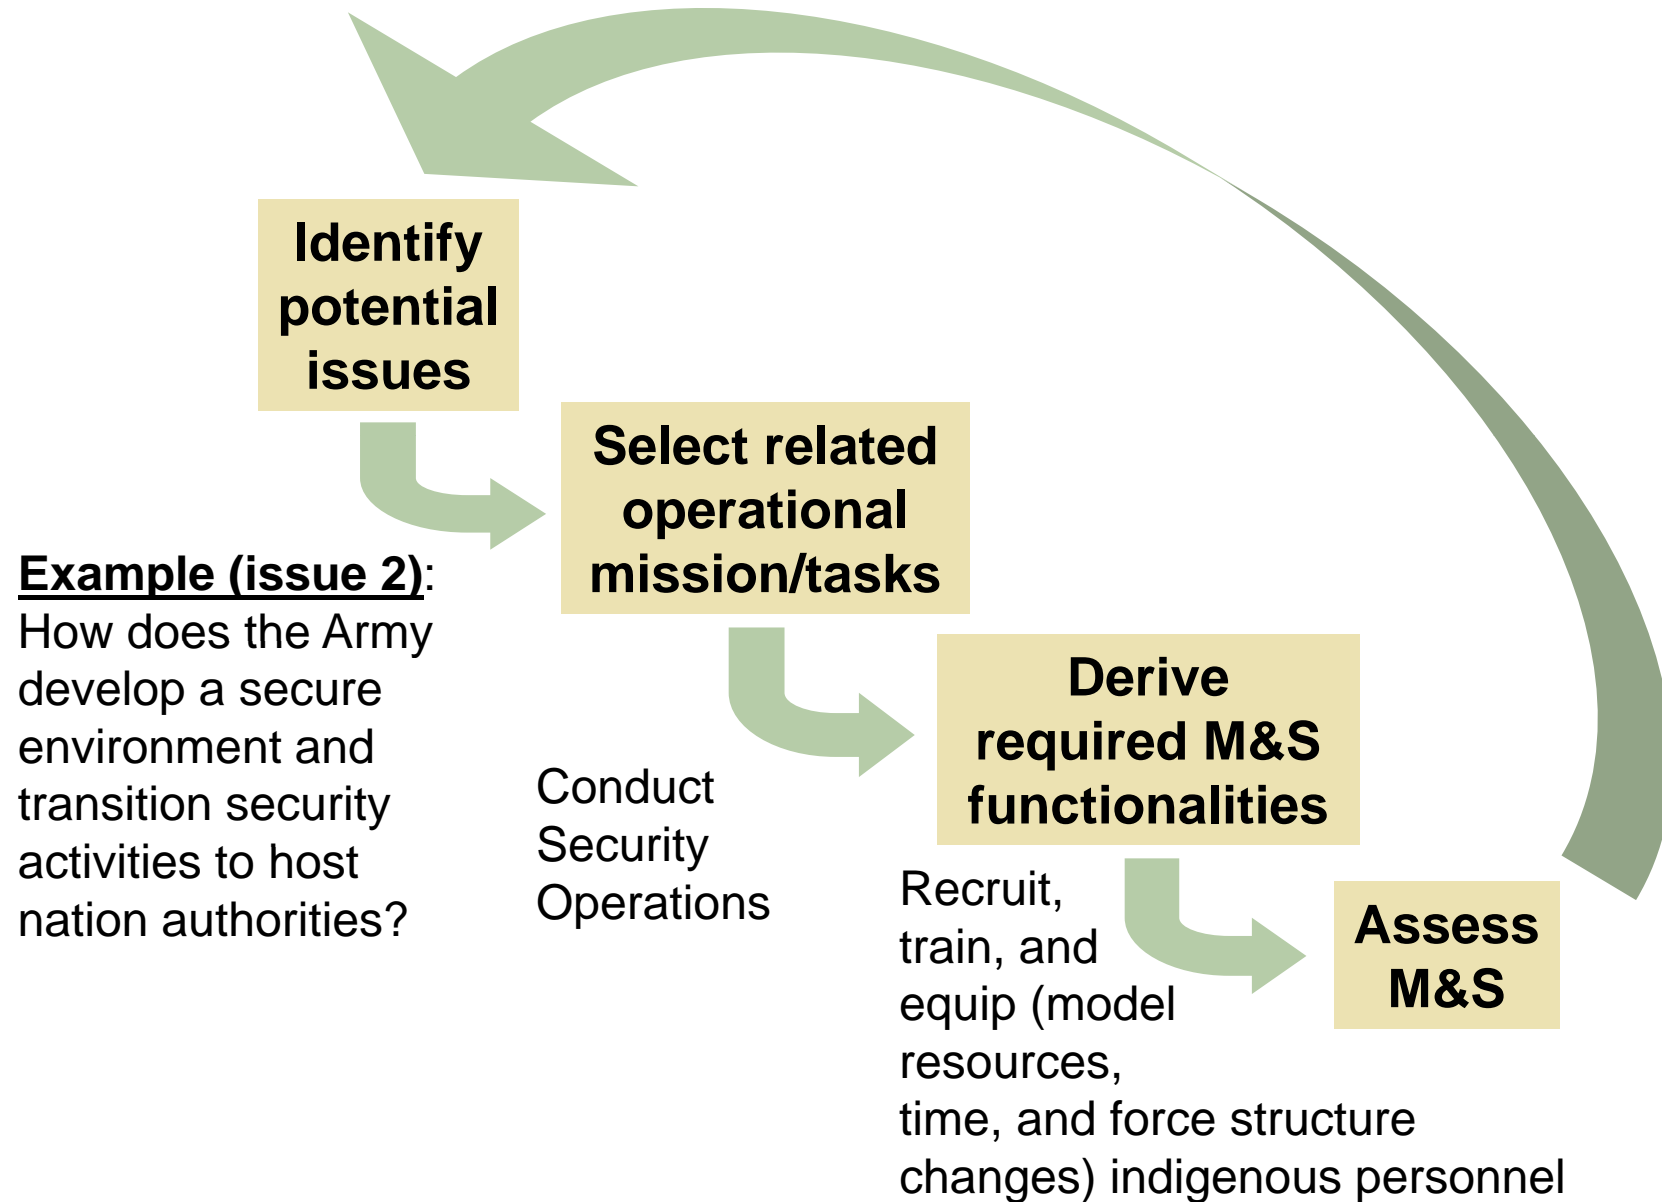 Identify
potential
issues
Select related
operational
mission/tasks
Example (issue 2):
How does the Army
develop a secure
environment and
transition security
activities to host
nation authorities?
Derive
required M&S
functionalities
Conduct
Security
Operations
Assess
M&S
Recruit,
train, and
equip (model
resources,
time, and force structure
changes) indigenous personnel